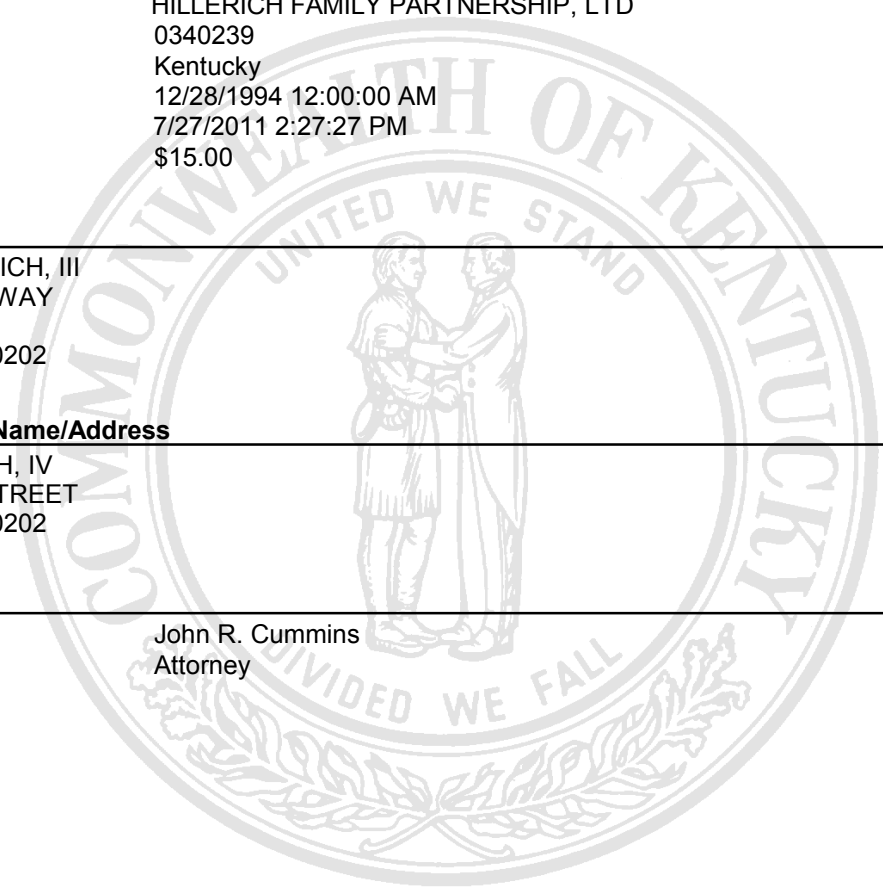 HILLERICH FAMILY PARTNERSHIP, LTD
0340239
Kentucky
12/28/1994 12:00:00 AM
7/27/2011 2:27:27 PM
$15.00
ICH, III
WAY
0202
Name/Address
H, IV
TREET
0202
John R. Cummins
Attorney
COMMONWEALTH OF KENTUCKY
UNITED WE STAND
DIVIDED WE FALL